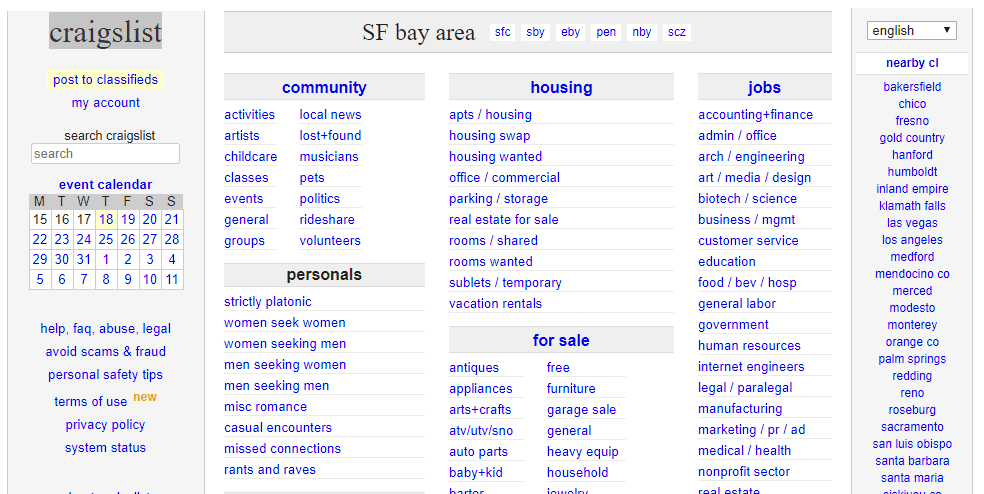 craigslist
post to classifieds
my account
search craigslist
search
event calendar
M T W T F S S
15 16 17 18 19 20 21
22 23 24 25 26 27 28
29 30 31 1 2 3 4
5 6 7 8 9 10 11
help, faq, abuse, legal
avoid scams & fraud
personal safety tips
terms of use new
privacy policy
system status
SF bay area sfc sby eby pen nby scz
community
activities
artists
childcare
classes
events
general
groups
local news
lost+found
musicians
pets
politics
rideshare
volunteers
personals
strictly platonic
women seek women
women seeking men
men seeking women
men seeking men
misc romance
casual encounters
missed connections
rants and raves
housing
apts / housing
housing swap
housing wanted
office / commercial
parking / storage
real estate for sale
rooms / shared
rooms wanted
sublets / temporary
vacation rentals
for sale
antiques
appliances
arts+crafts
atv/utv/sno
auto parts
baby+kid
barter
free
furniture
garage sale
general
heavy equip
household
jewelry
jobs
accounting+finance
admin / office
arch / engineering
art / media / design
biotech / science
business / mgmt
customer service
education
food / bev / hosp
general labor
government
human resources
internet engineers
legal / paralegal
manufacturing
marketing / pr / ad
medical / health
nonprofit sector
real estate
english
nearby cl
bakersfield
chico
fresno
gold country
hanford
humboldt
inland empire
klamath falls
las vegas
los angeles
medford
mendocino co
merced
modesto
monterey
orange co
palm springs
redding
reno
roseburg
sacramento
san luis obispo
santa barbara
santa maria
siskiyou co